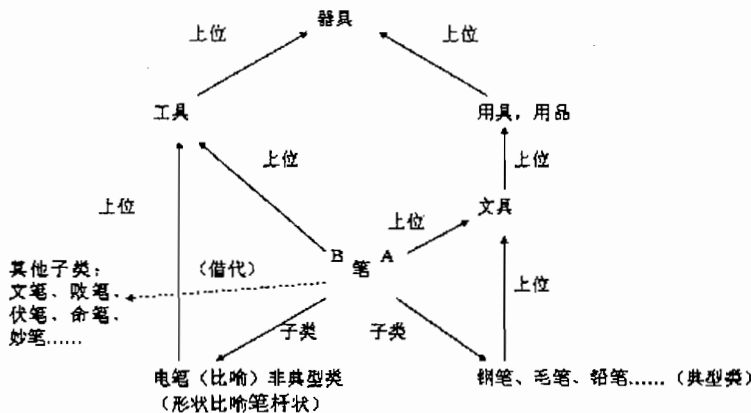 器具
上位
上位
工具
用具，用品
上位
上位
上位
上位
文具
B 笔 A
其他子类：
（借代）
文笔、败笔、
伏笔、命笔、
妙笔……
上位
子类
子类
电笔（比喻）非典型类
（形状比喻笔杆状）
钢笔、毛笔、铅笔……（典型类）